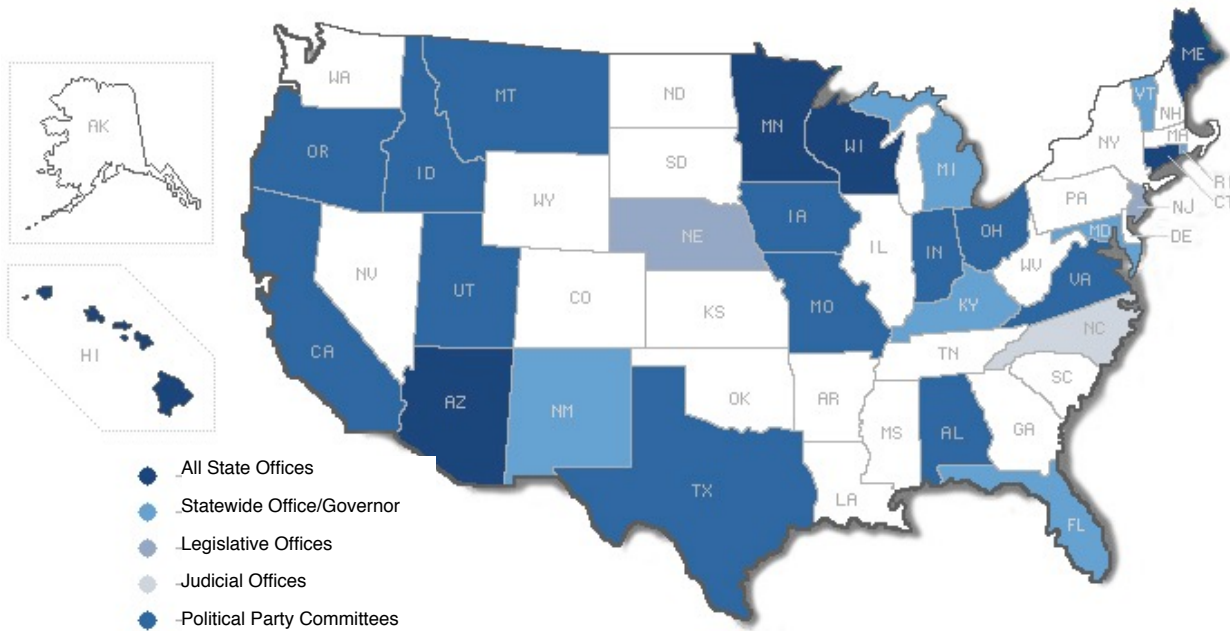 ME
WA
MT
ND
VT
AK
MN
NH
OR
WI
MA
ID
SD
NY
MI
WY
RI
CT
IA
PA
NJ
NE
DE
IL
IN
OH
MD
NV
WV
UT
CO
VA
MO
KS
KY
HI
CA
NC
TN
AZ
OK
AR
SC
NM
MS
AL
GA
TX
LA
FL
All State Offices
Statewide Office/Governor
Legislative Offices
Judicial Offices
Political Party Committees